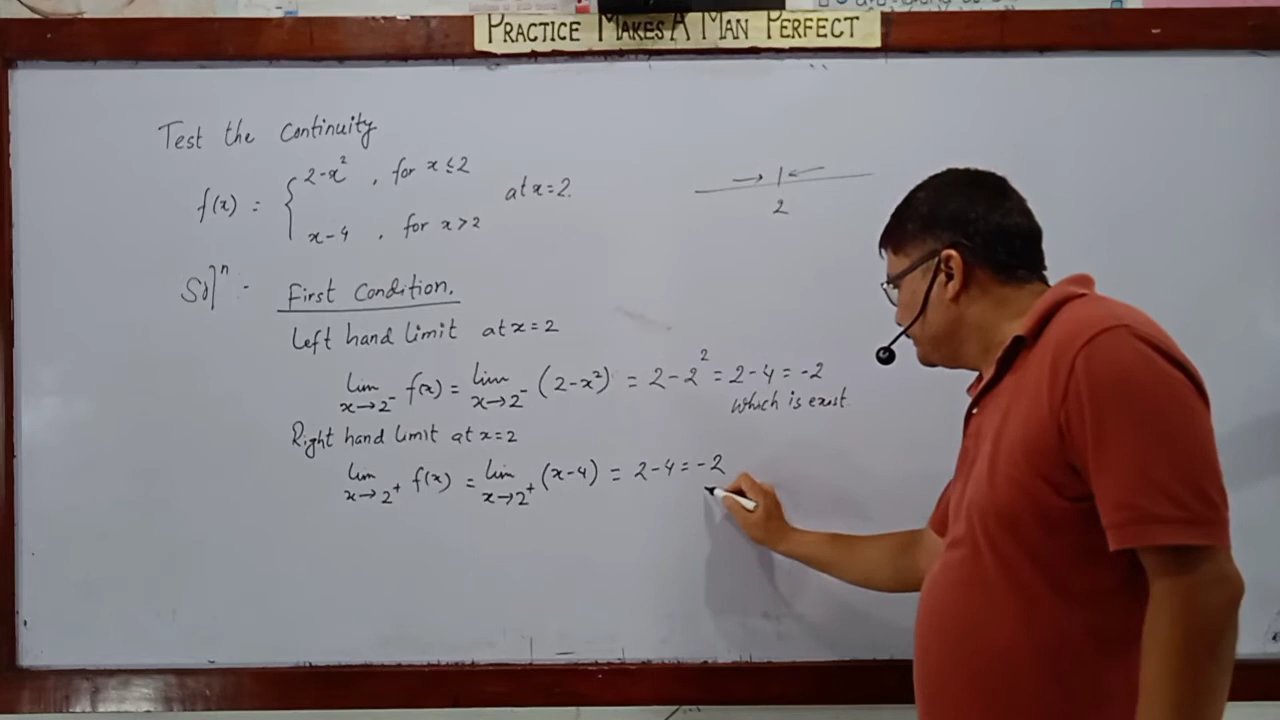 PRACTICE MAKES A MAN PERFECT
Test the Continuity
f(x) = { 2-x², for x ≤ 2
x-4, for x > 2
at x=2.
→|←
2
Solⁿ:-
First Condition.
Left hand limit at x=2
lim x→2⁻ f(x) = lim x→2⁻ (2-x²) = 2-2² = 2-4 = -2
Which is exist.
Right hand limit at x=2
lim x→2⁺ f(x) = lim x→2⁺ (x-4) = 2-4 = -2